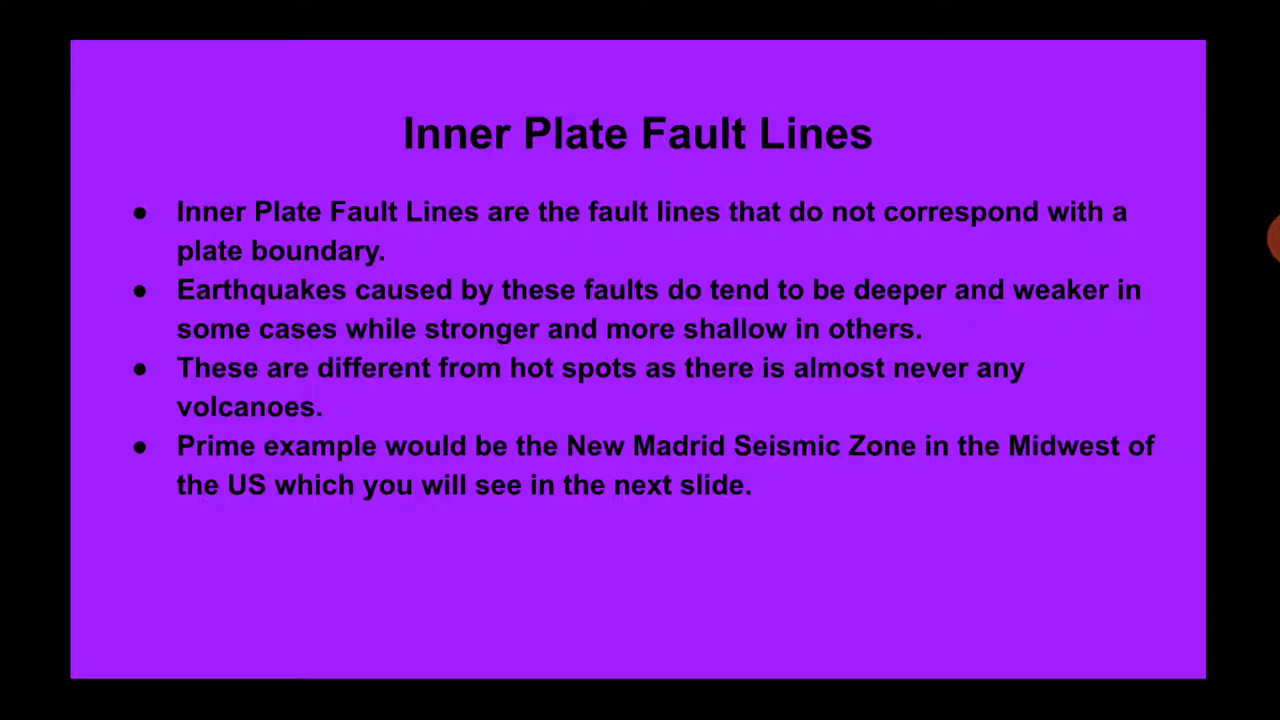 Inner Plate Fault Lines
● Inner Plate Fault Lines are the fault lines that do not correspond with a
plate boundary.
● Earthquakes caused by these faults do tend to be deeper and weaker in
some cases while stronger and more shallow in others.
● These are different from hot spots as there is almost never any
volcanoes.
● Prime example would be the New Madrid Seismic Zone in the Midwest of
the US which you will see in the next slide.